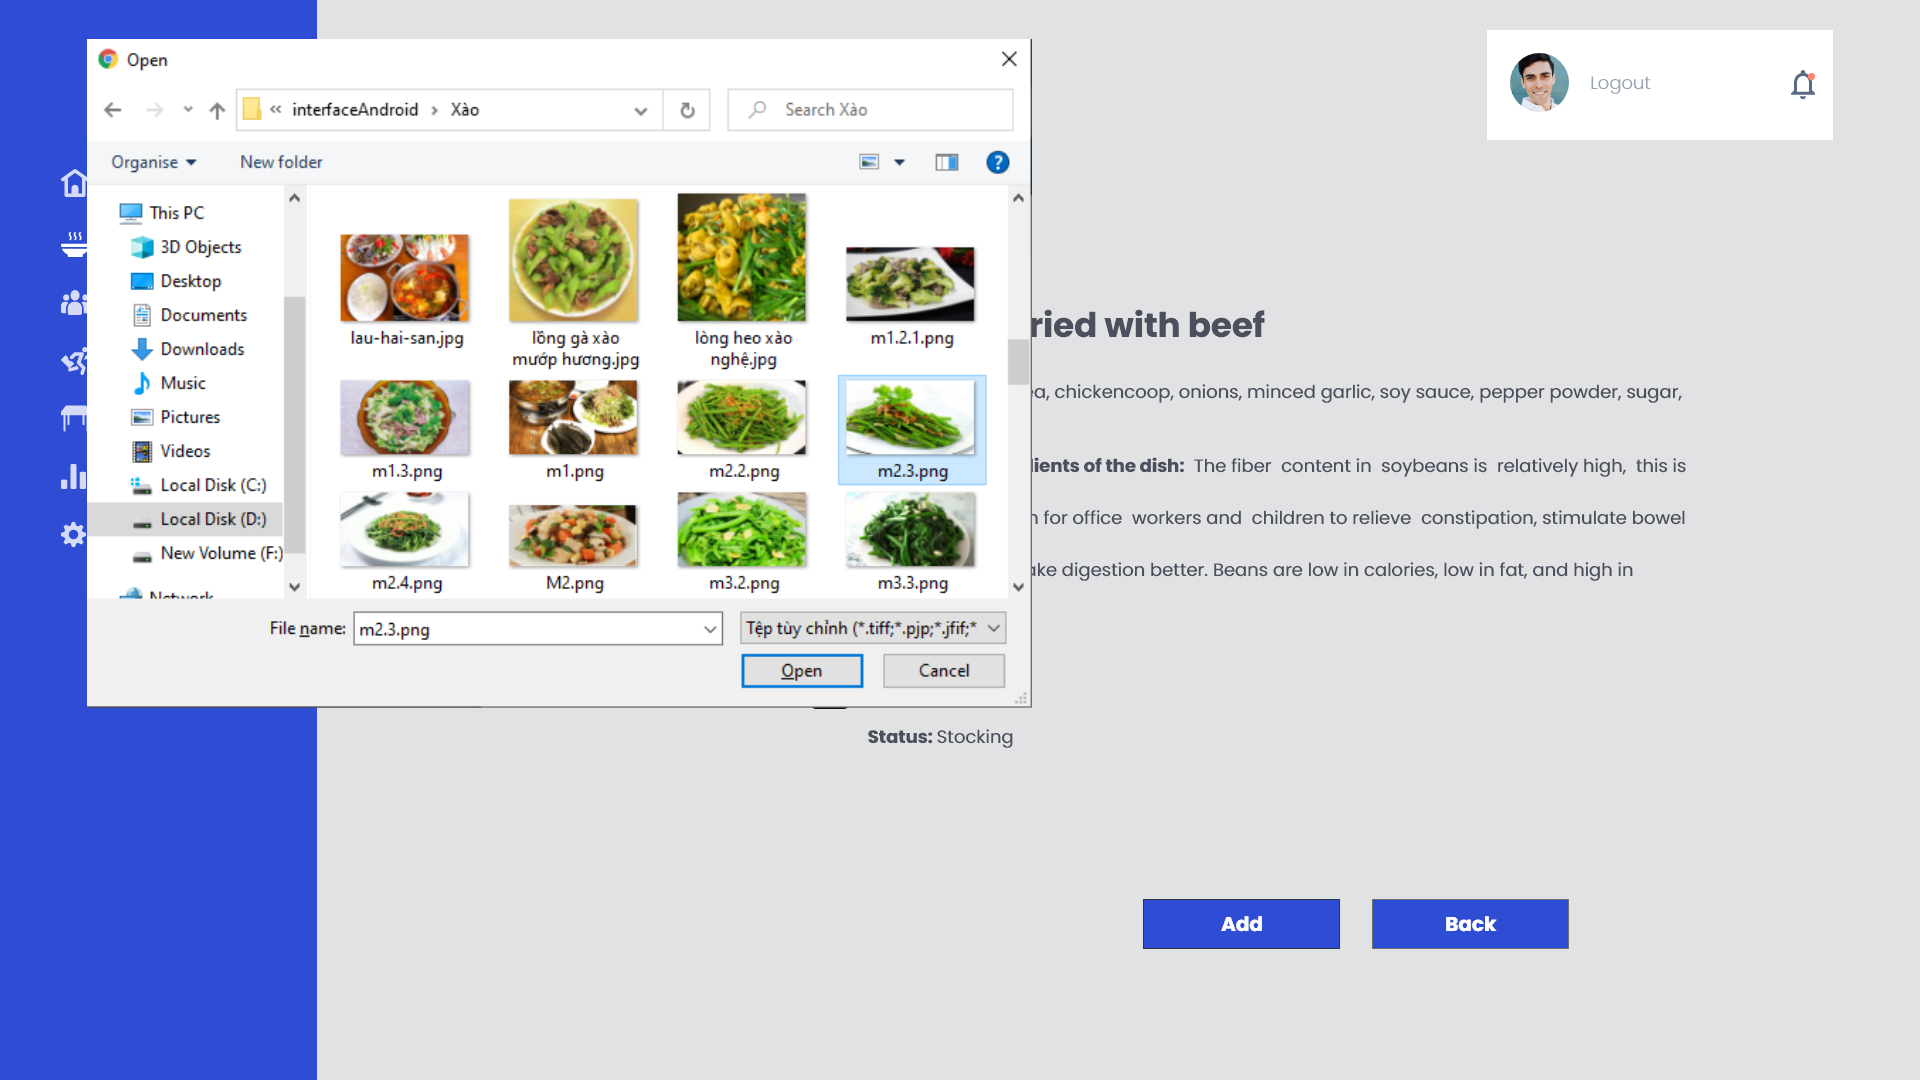 Open
interfaceAndroid
Xào
Search Xào
Organise
New folder
This PC
3D Objects
Desktop
Documents
Downloads
Music
Pictures
Videos
Local Disk (C:)
Local Disk (D:)
New Volume (F:)
Network
lau-hai-san.jpg
lồng gà xào
mướp hương.jpg
lòng heo xào
nghệ.jpg
m1.2.1.png
m1.3.png
m1.png
m2.2.png
m2.3.png
m2.4.png
M2.png
m3.2.png
m3.3.png
File name:
m2.3.png
Tệp tùy chỉnh (*.tiff;*.pjp;*.jfif;*
Open
Cancel
Logout
ried with beef
chickencoop, onions, minced garlic, soy sauce, pepper powder, sugar,
ients of the dish: The fiber content in soybeans is relatively high, this is
for office workers and children to relieve constipation, stimulate bowel
ke digestion better. Beans are low in calories, low in fat, and high in
Status: Stocking
Add
Back